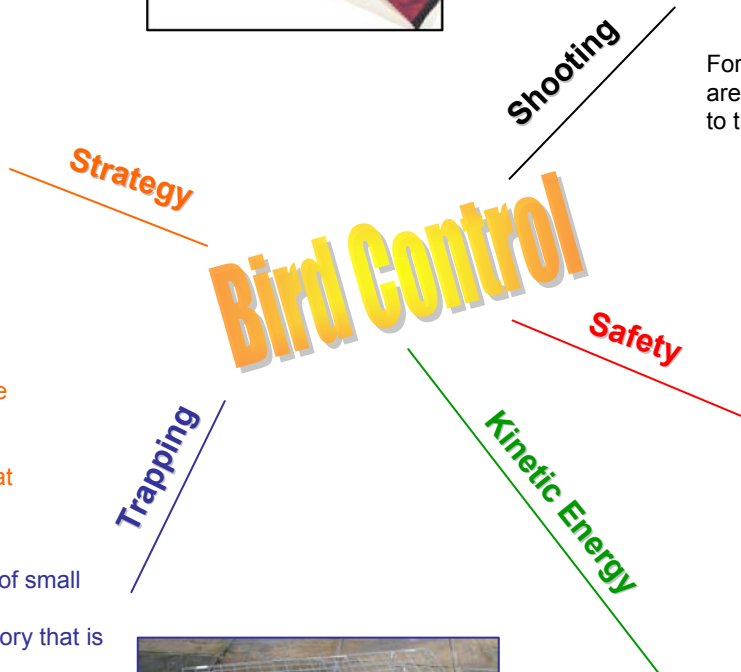 Shooting
For
are
to t
Strategy
Bird Control
Safety
Kinetic Energy
Trapping
e
at
of small
ory that is